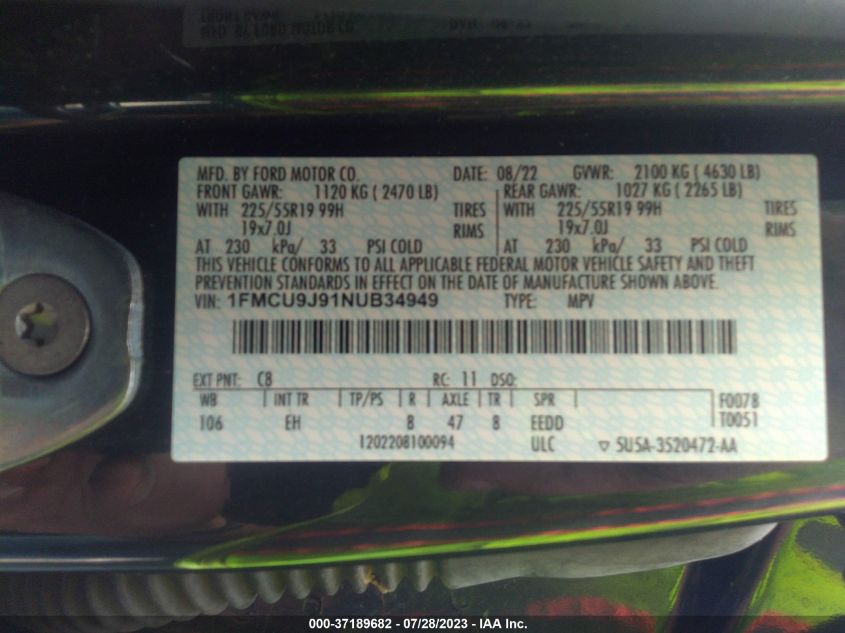 MFD. BY FORD MOTOR CO. DATE: 08/22 GVWR: 2100 KG ( 4630 LB)
FRONT GAWR: 1120 KG ( 2470 LB) REAR GAWR: 1027 KG ( 2265 LB)
WITH 225/55R19 99H TIRES WITH 225/55R19 99H TIRES
19x7.0J RIMS 19x7.0J RIMS
AT 230 kPa/ 33 PSI COLD AT 230 kPa/ 33 PSI COLD
THIS VEHICLE CONFORMS TO ALL APPLICABLE FEDERAL MOTOR VEHICLE SAFETY AND THEFT
PREVENTION STANDARDS IN EFFECT ON THE DATE OF MANUFACTURE SHOWN ABOVE.
VIN: 1FMCU9J91NUB34949 TYPE: MPV
EXT PNT: C8 RC: 11 DSO:
WB INT TR TP/PS R AXLE TR SPR F0078
106 EH B 47 8 EEDD T0051
1202208100094 ULC ▽ 5U5A-3520472-AA
000-37189682 - 07/28/2023 - IAA Inc.